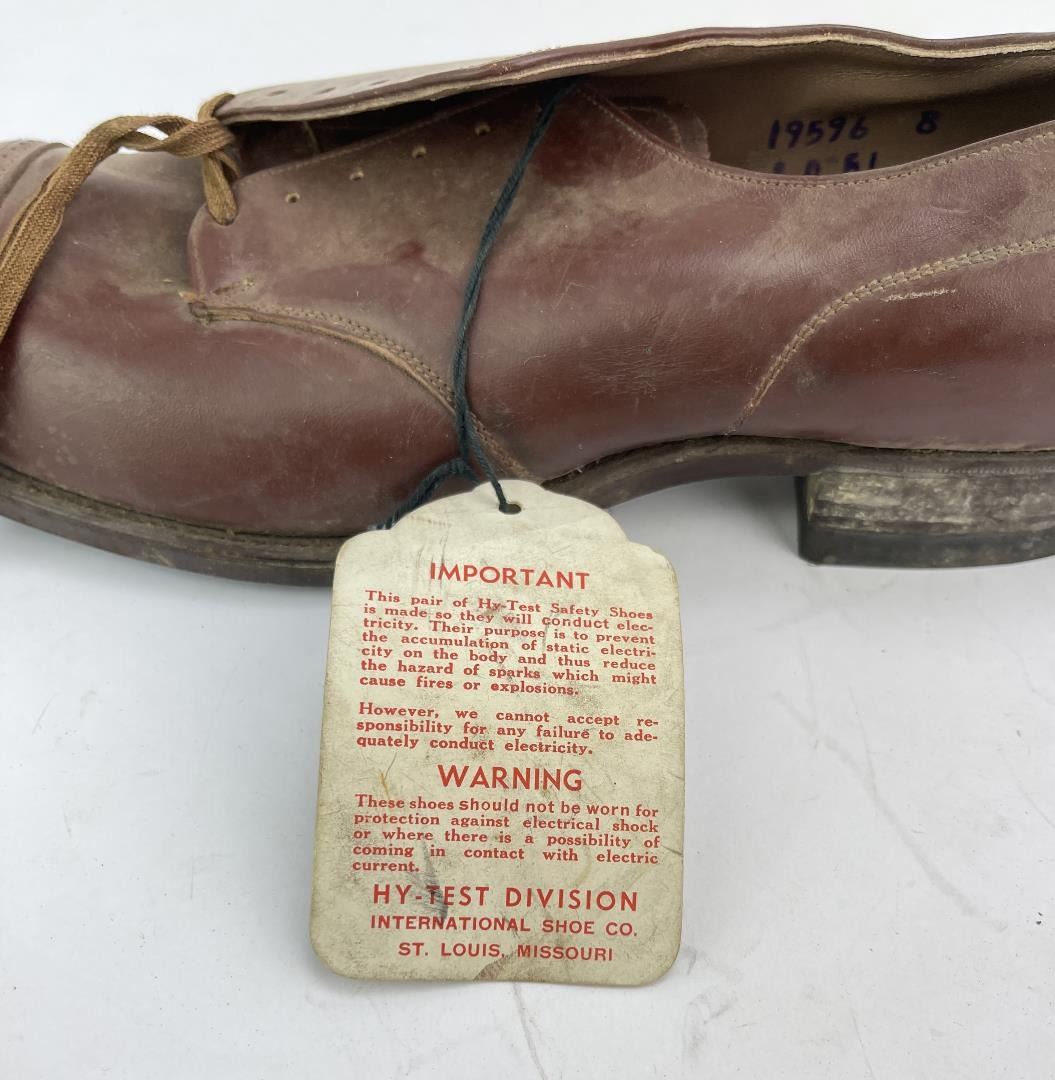 19596 8
IMPORTANT
This pair of Hy-Test Safety Shoes
is made so they will conduct elec-
tricity. Their purpose is to prevent
the accumulation of static electri-
city on the body and thus reduce
the hazard of sparks which might
cause fires or explosions.
However, we cannot accept re-
sponsibility for any failure to ade-
quately conduct electricity.
WARNING
These shoes should not be worn for
protection against electrical shock
or where there is a possibility of
coming in contact with electric
current.
HY-TEST DIVISION
INTERNATIONAL SHOE CO.
ST. LOUIS, MISSOURI